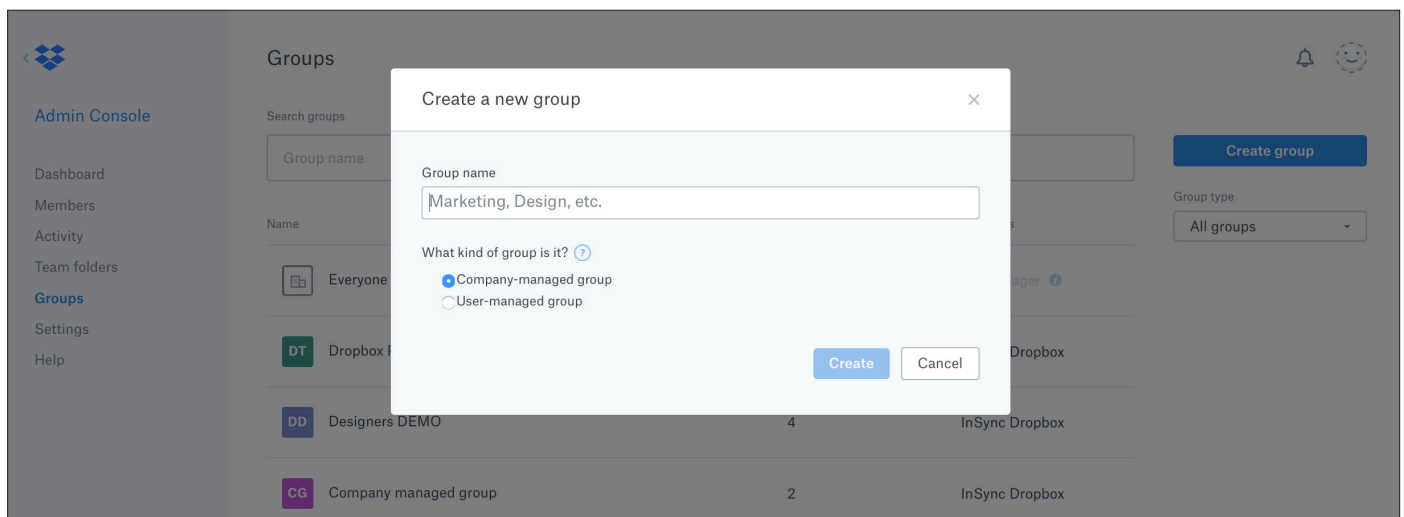 Groups
Admin Console
Dashboard
Members
Activity
Team folders
Groups
Settings
Help
Search groups
Group name
Name
Everyone
DT Dropbox
DD Designers DEMO 4 InSync Dropbox
CG Company managed group 2 InSync Dropbox
Dropbox
Create group
Group type
All groups
Create a new group
Group name
Marketing, Design, etc.
What kind of group is it? ?
Company-managed group
User-managed group
Create Cancel